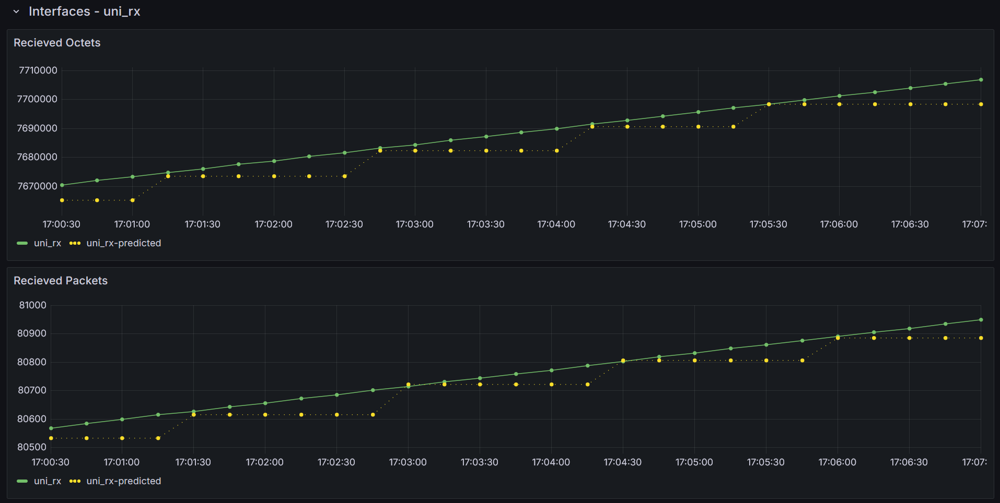 Interfaces - uni_rx
Recieved Octets
7710000
7700000
7690000
7680000
7670000
17:00:30 17:01:00 17:01:30 17:02:00 17:02:30 17:03:00 17:03:30 17:04:00 17:04:30 17:05:00 17:05:30 17:06:00 17:06:30 17:07:
uni_rx uni_rx-predicted
Recieved Packets
81000
80900
80800
80700
80600
80500
17:00:30 17:01:00 17:01:30 17:02:00 17:02:30 17:03:00 17:03:30 17:04:00 17:04:30 17:05:00 17:05:30 17:06:00 17:06:30 17:07:
uni_rx uni_rx-predicted